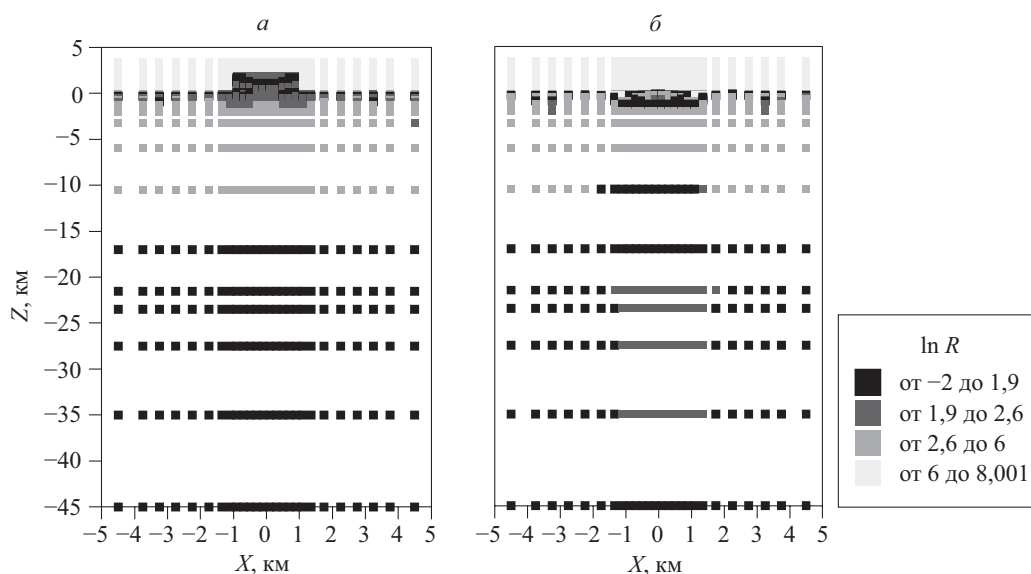 а
б
5
0
−5
−10
−15
−20
−25
−30
−35
−40
−45
Z, км
−5 −4 −3 −2 −1 0 1 2 3 4 5
X, км
−5 −4 −3 −2 −1 0 1 2 3 4 5
X, км
ln R
от −2 до 1,9
от 1,9 до 2,6
от 2,6 до 6
от 6 до 8,001